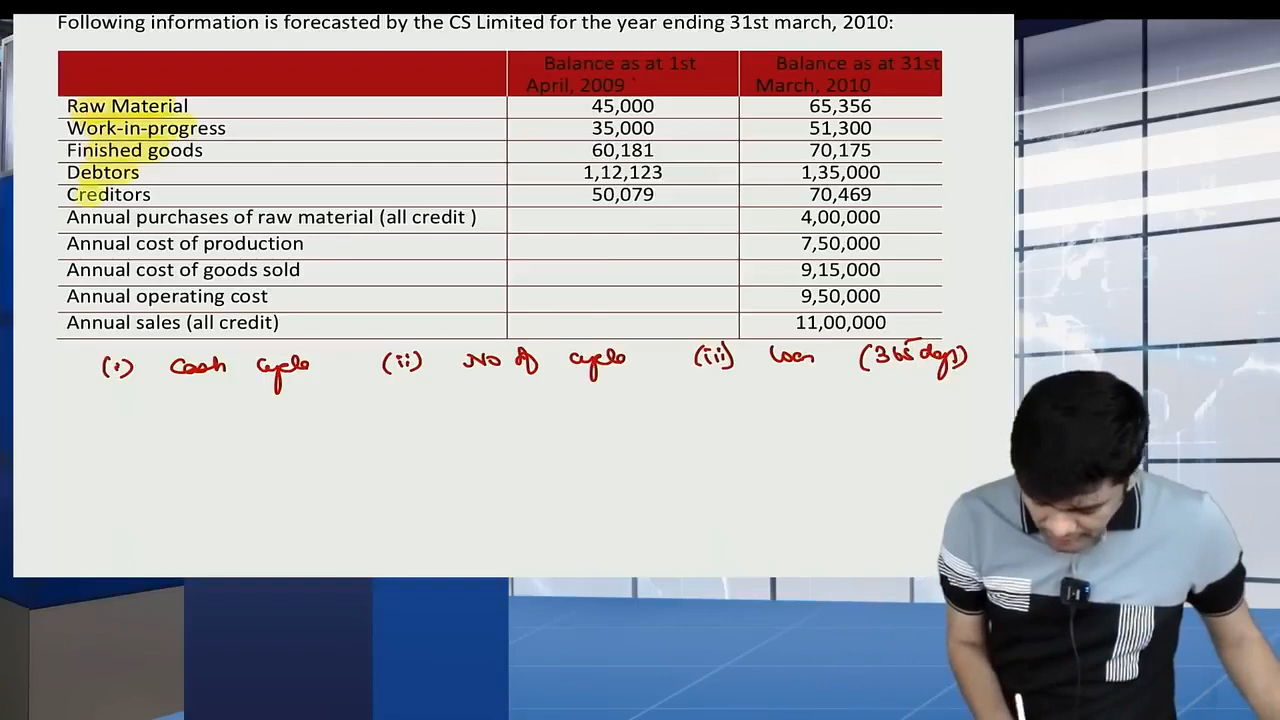 Following information is forecasted by the CS Limited for the year ending 31st march, 2010:
Balance as at 1st April, 2009 ` Balance as at 31st March, 2010
Raw Material 45,000 65,356
Work-in-progress 35,000 51,300
Finished goods 60,181 70,175
Debtors 1,12,123 1,35,000
Creditors 50,079 70,469
Annual purchases of raw material (all credit ) 4,00,000
Annual cost of production 7,50,000
Annual cost of goods sold 9,15,000
Annual operating cost 9,50,000
Annual sales (all credit) 11,00,000
(i) Cash cycle (ii) No of cycle (iii) loan (365 days)